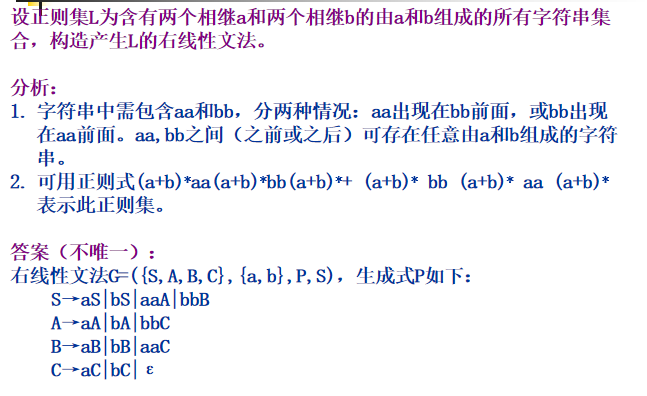 设正则集L为含有两个相继a和两个相继b的由a和b组成的所有字符串集
合，构造产生L的右线性文法。
分析：
1. 字符串中需包含aa和bb，分两种情况：aa出现在bb前面，或bb出现
在aa前面。aa,bb之间（之前或之后）可存在任意由a和b组成的字符
串。
2. 可用正则式(a+b)*aa(a+b)*bb(a+b)*+ (a+b)* bb (a+b)* aa (a+b)*
表示此正则集。
答案（不唯一）：
右线性文法G=({S,A,B,C},{a,b},P,S)，生成式P如下：
S→aS|bS|aaA|bbB
A→aA|bA|bbC
B→aB|bB|aaC
C→aC|bC| ε